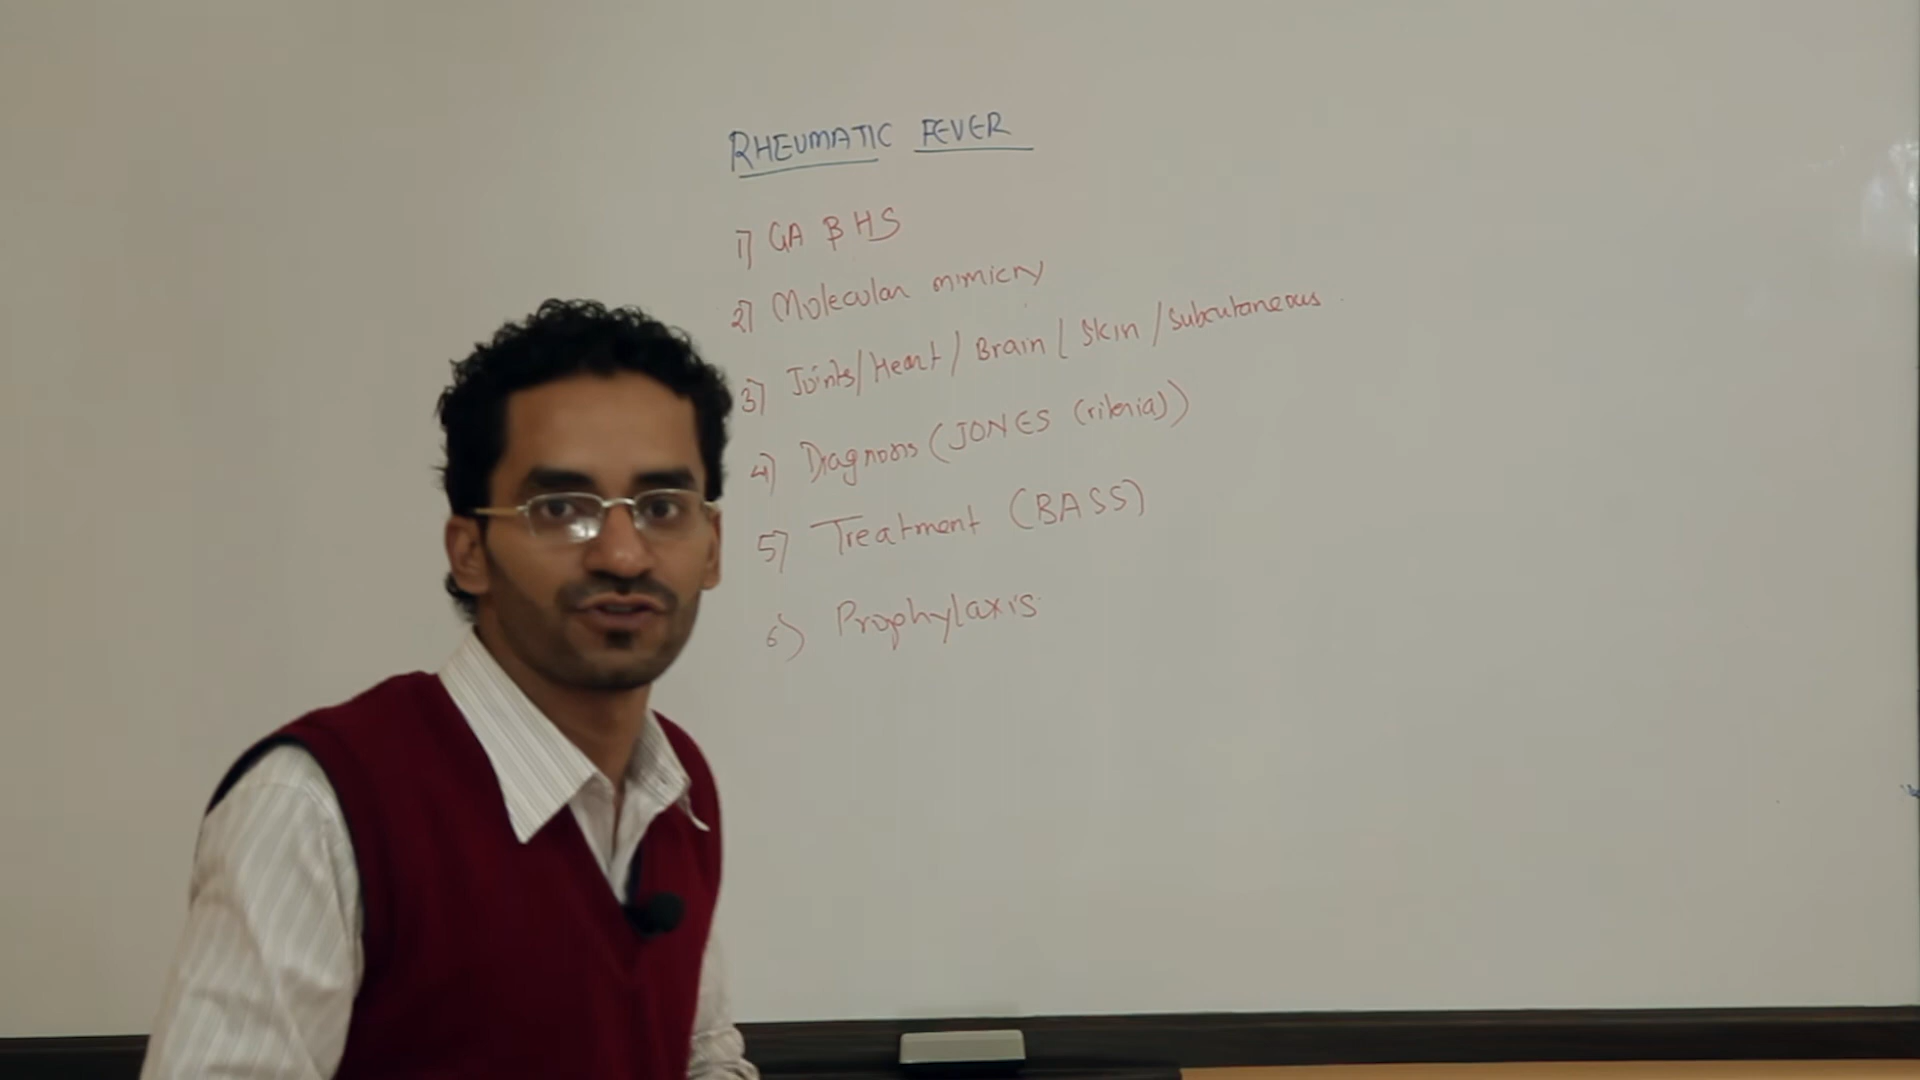 RHEUMATIC FEVER
1) GA β HS
2) Molecular mimicry
3) Joints/Heart/Brain/Skin/Subcutaneous
4) Diagnosis (JONES criteria))
5) Treatment (BASS)
6) Prophylaxis